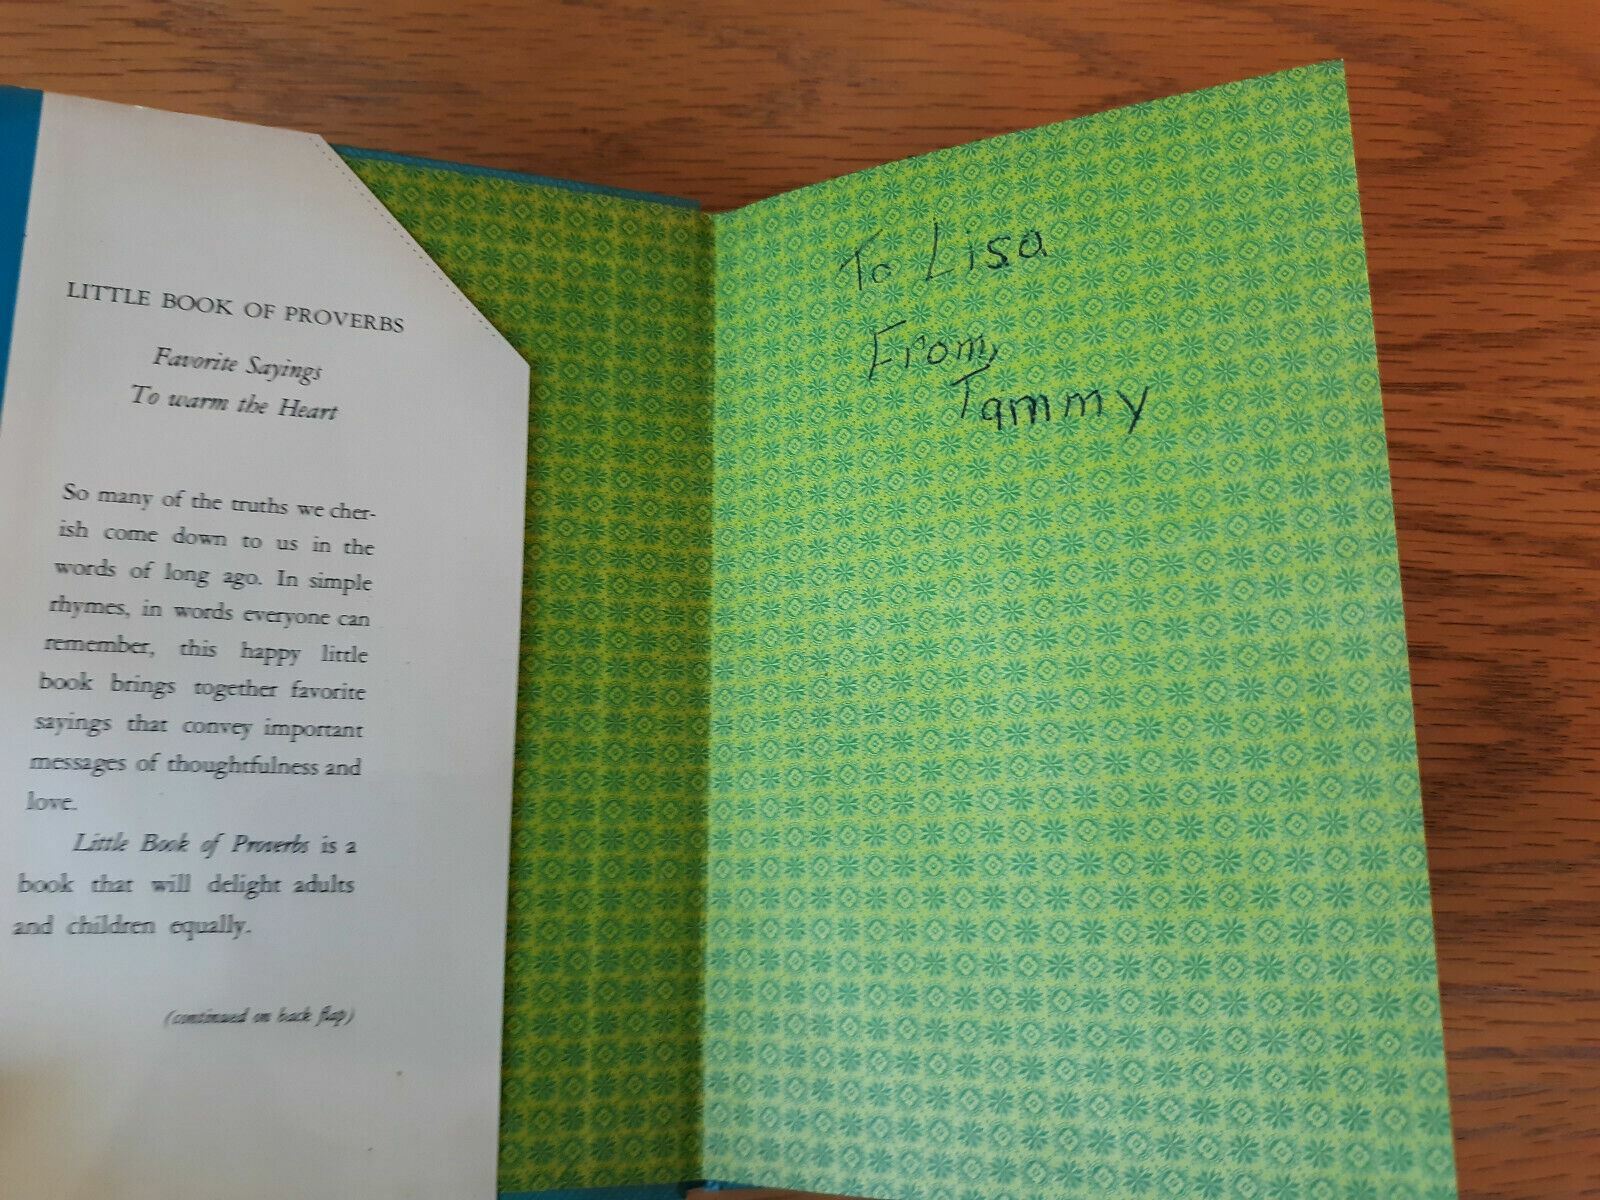 LITTLE BOOK OF PROVERBS
Favorite Sayings
To warm the Heart
So many of the truths we cher-
ish come down to us in the
words of long ago. In simple
rhymes, in words everyone can
remember, this happy little
book brings together favorite
sayings that convey important
messages of thoughtfulness and
love.
Little Book of Proverbs is a
book that will delight adults
and children equally.
(continued on back flap)
To Lisa
From,
Tammy